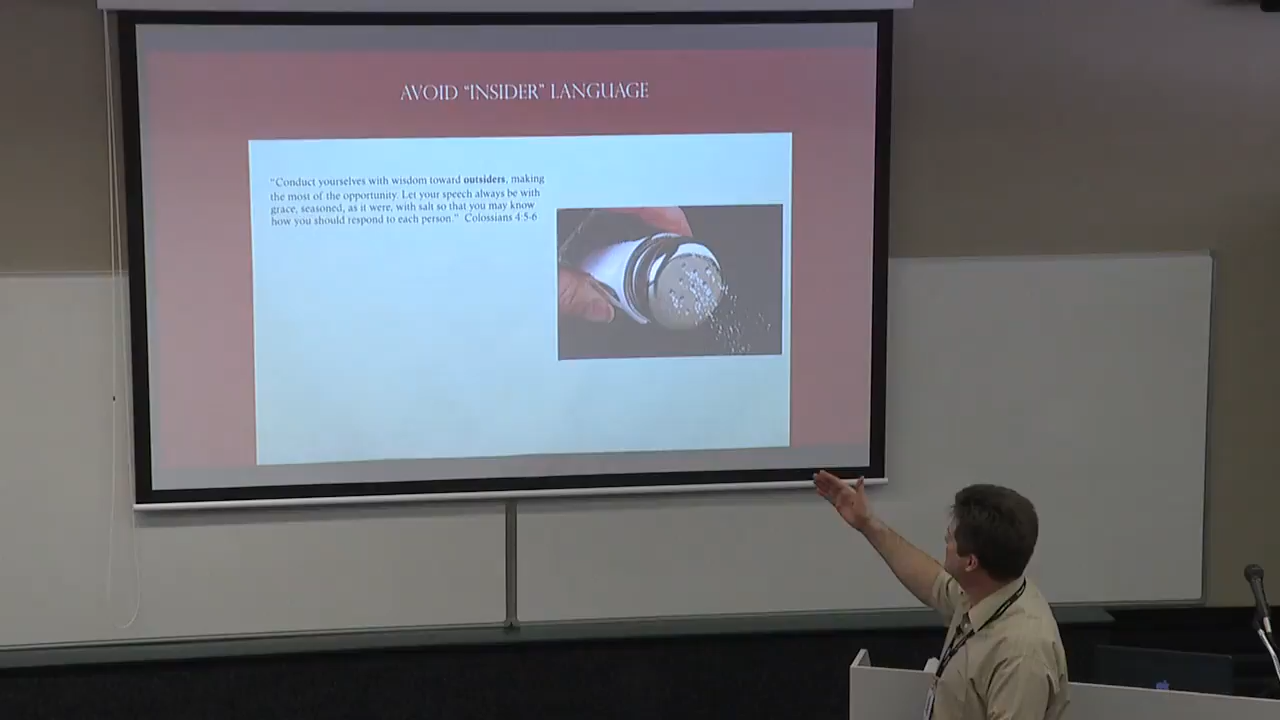 AVOID “INSIDER” LANGUAGE
“Conduct yourselves with wisdom toward outsiders, making
the most of the opportunity. Let your speech always be with
grace, seasoned, as it were, with salt so that you may know
how you should respond to each person.” Colossians 4:5-6